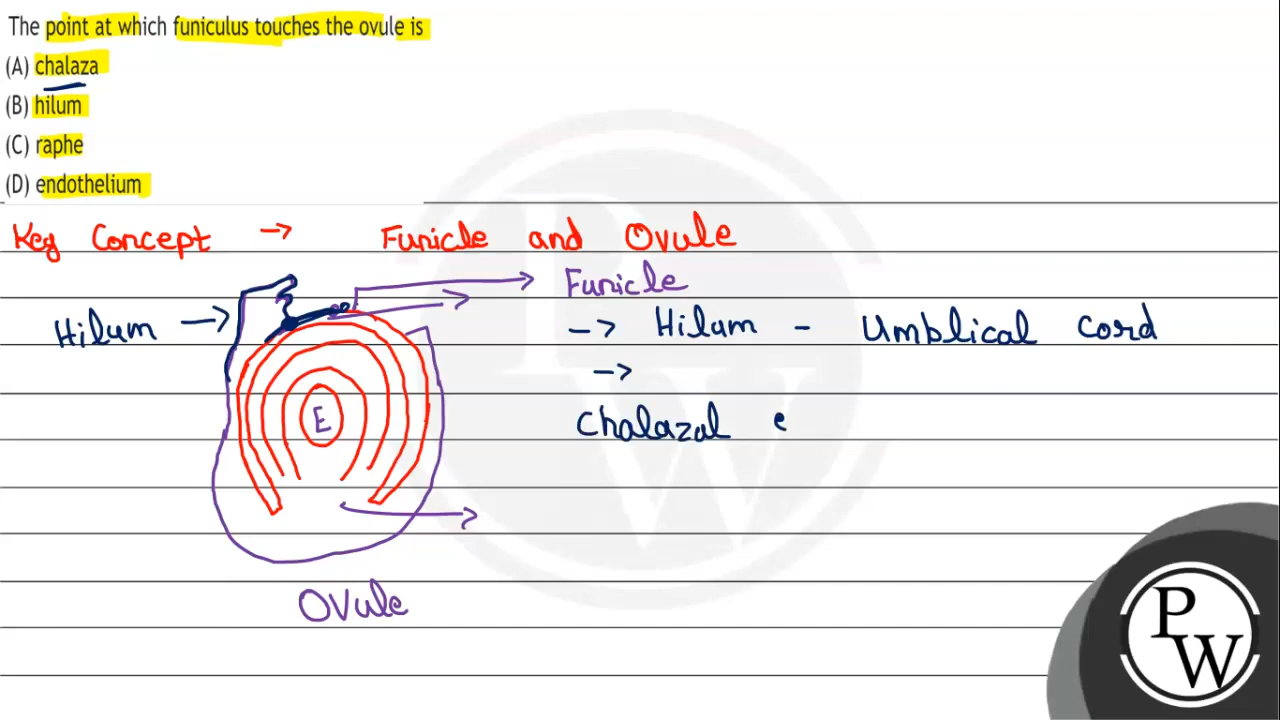 The point at which funiculus touches the ovule is
(A) chalaza
(B) hilum
(C) raphe
(D) endothelium
Key Concept → Funicle and Ovule
Funicle
Hilum →
→ Hilum - Umblical Cord
→
E
Chalazal e
Ovule
P
W